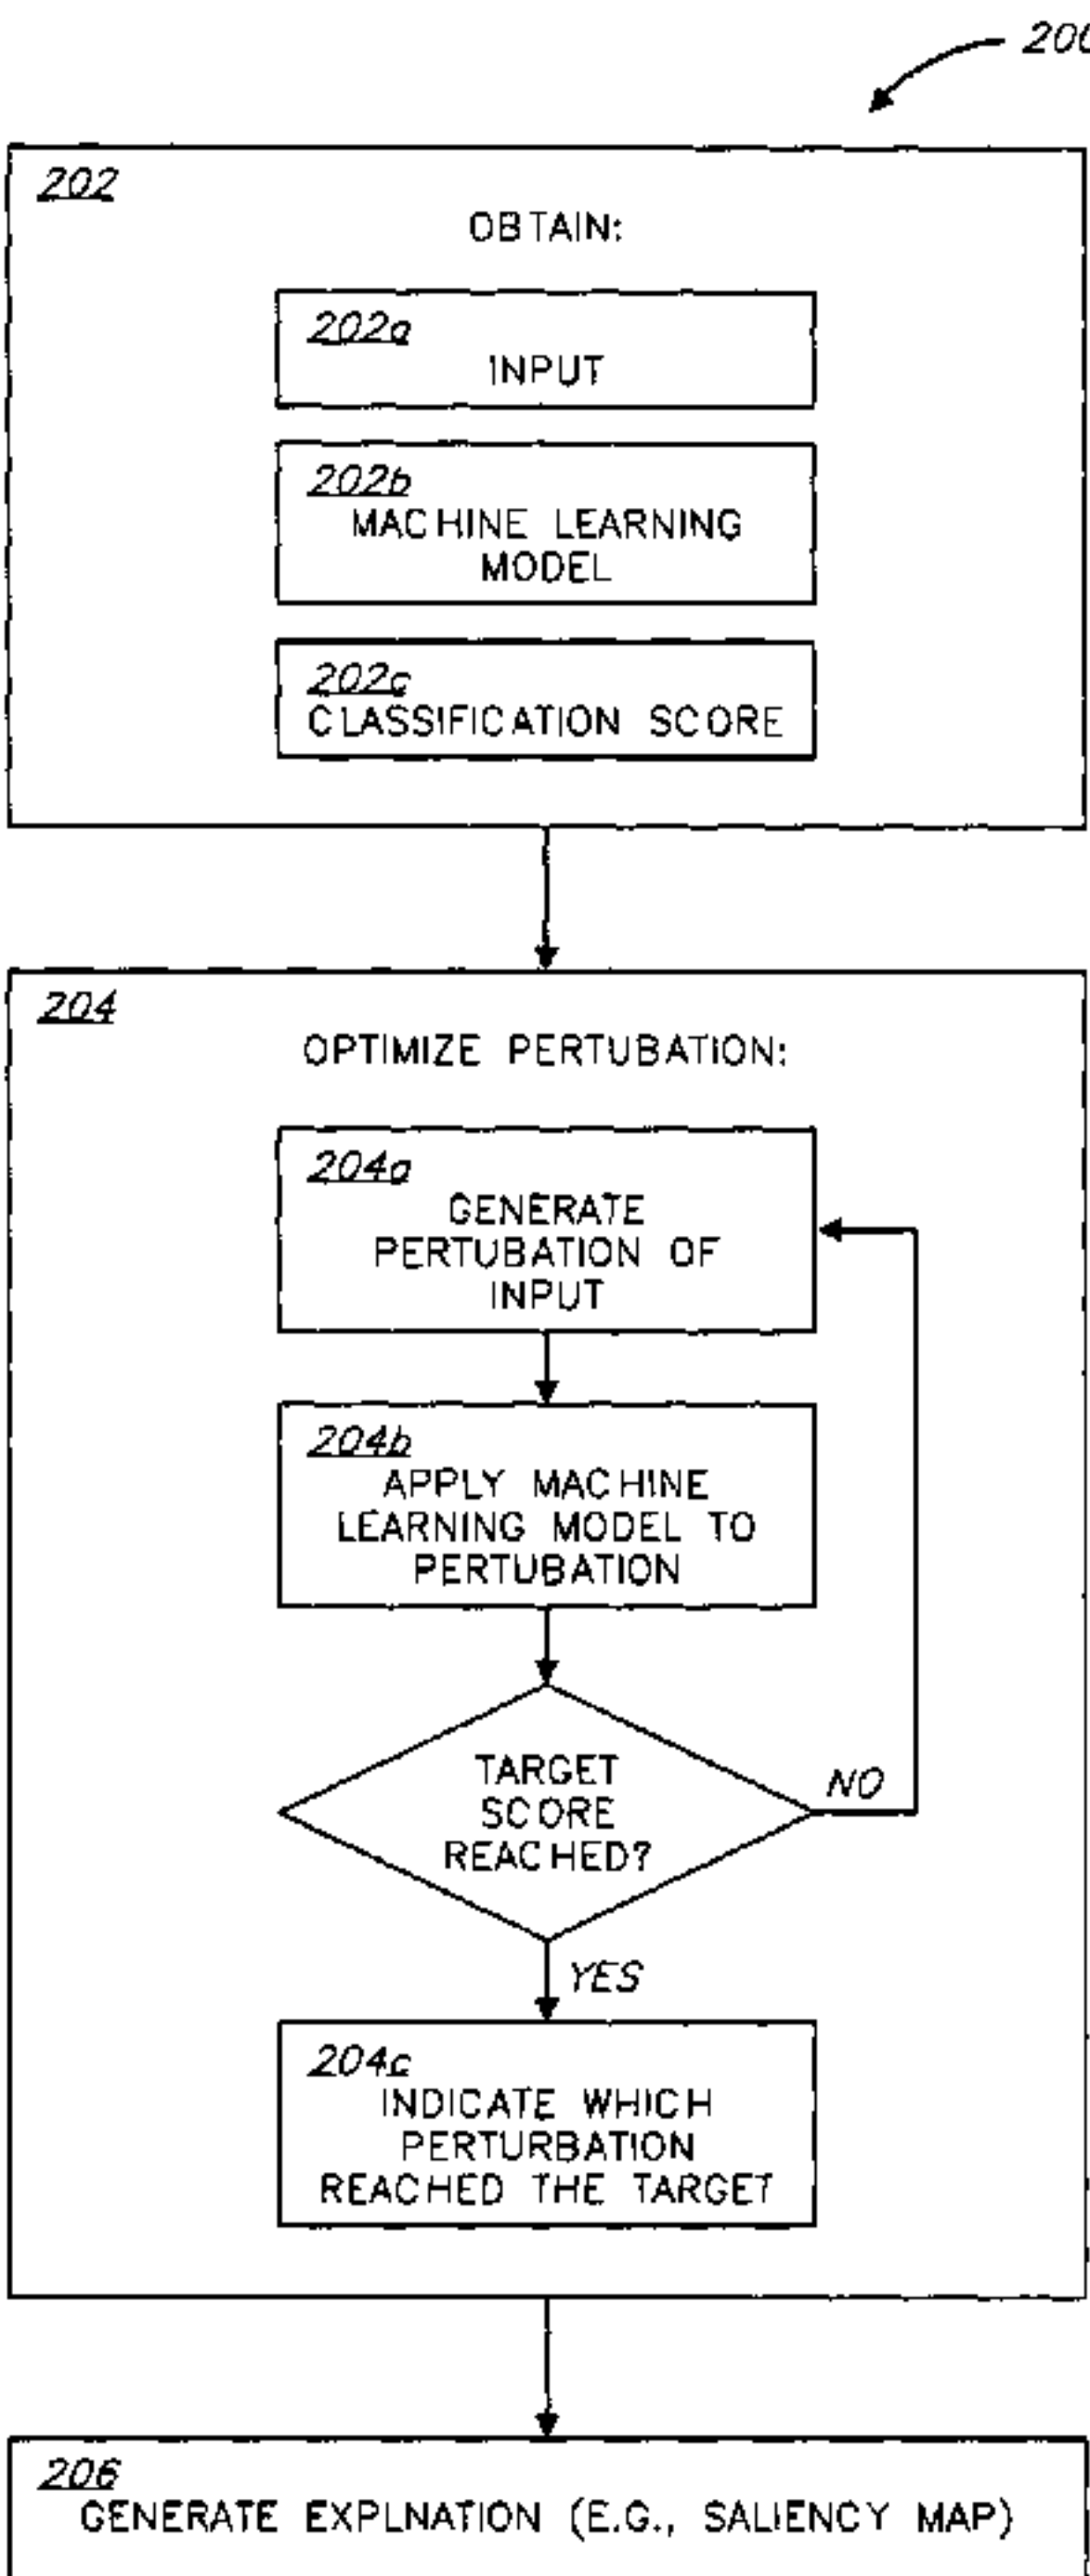 200
202
OBTAIN:
202a
INPUT
202b
MACHINE LEARNING
MODEL
202c
CLASSIFICATION SCORE
204
OPTIMIZE PERTUBATION:
204a
GENERATE
PERTUBATION OF
INPUT
204b
APPLY MACHINE
LEARNING MODEL TO
PERTUBATION
TARGET
SCORE
REACHED?
NO
YES
204c
INDICATE WHICH
PERTURBATION
REACHED THE TARGET
206
GENERATE EXPLNATION (E.G., SALIENCY MAP)